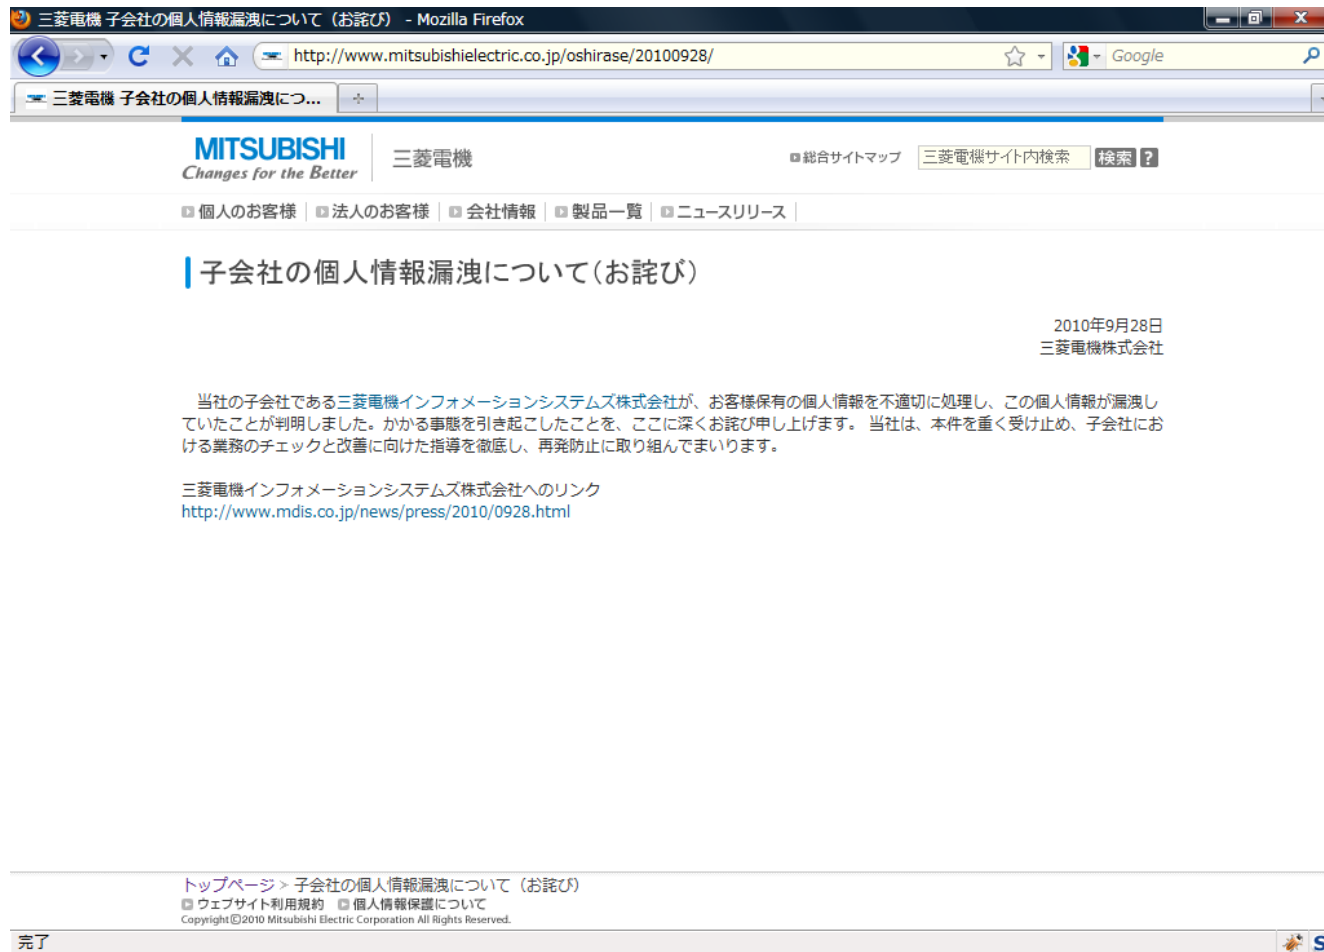 三菱電機 子会社の個人情報漏洩について（お詫び） - Mozilla Firefox
http://www.mitsubishielectric.co.jp/oshirase/20100928/
Google
三菱電機 子会社の個人情報漏洩につ...
MITSUBISHI
Changes for the Better
三菱電機
総合サイトマップ
三菱電機サイト内検索
検索 ?
個人のお客様 法人のお客様 会社情報 製品一覧 ニュースリリース
子会社の個人情報漏洩について（お詫び）
2010年9月28日
三菱電機株式会社
当社の子会社である三菱電機インフォメーションシステムズ株式会社が、お客様保有の個人情報を不適切に処理し、この個人情報が漏洩し
ていたことが判明しました。かかる事態を引き起こしたことを、ここに深くお詫び申し上げます。 当社は、本件を重く受け止め、子会社にお
ける業務のチェックと改善に向けた指導を徹底し、再発防止に取り組んでまいります。
三菱電機インフォメーションシステムズ株式会社へのリンク
http://www.mdis.co.jp/news/press/2010/0928.html
トップページ > 子会社の個人情報漏洩について（お詫び）
ウェブサイト利用規約 個人情報保護について
Copyright©2010 Mitsubishi Electric Corporation All Rights Reserved.
完了
S